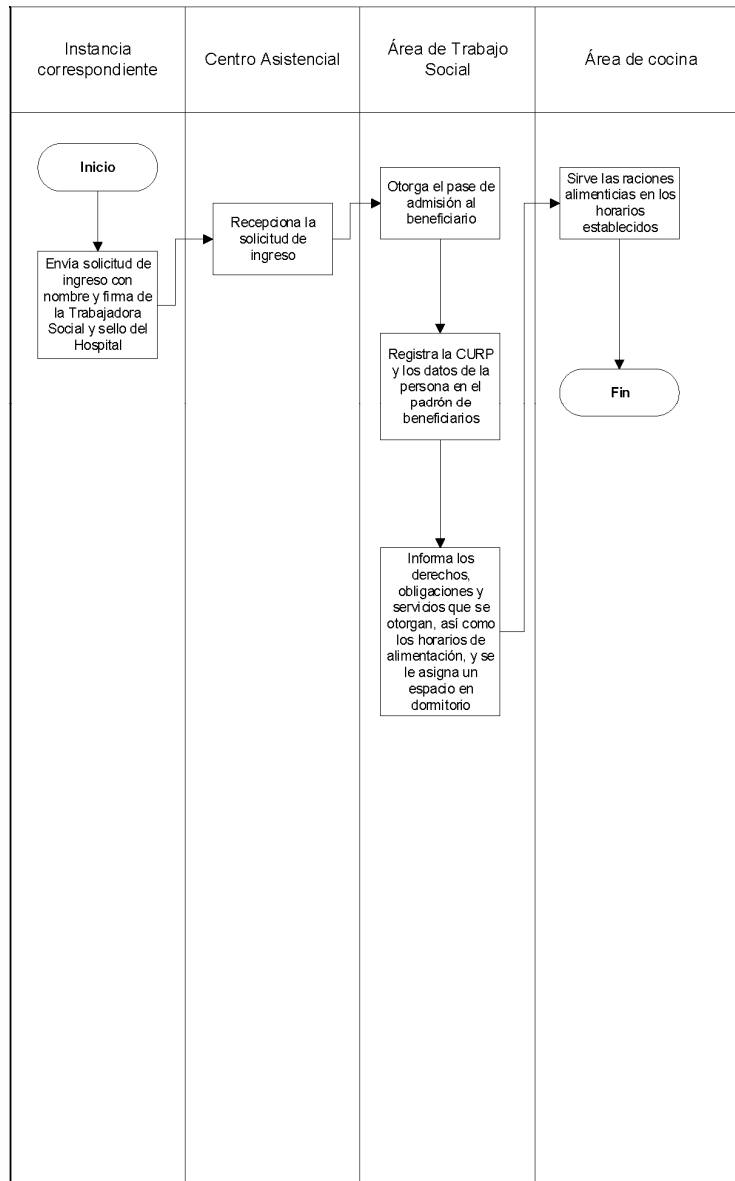 Instancia
correspondiente
Centro Asistencial
Área de Trabajo
Social
Área de cocina
Inicio
Envía solicitud de
ingreso con
nombre y firma de
la Trabajadora
Social y sello del
Hospital
Recepciona la
solicitud de
ingreso
Otorga el pase de
admisión al
beneficiario
Registra la CURP
y los datos de la
persona en el
padrón de
beneficiarios
Informa los
derechos,
obligaciones y
servicios que se
otorgan, así como
los horarios de
alimentación, y se
le asigna un
espacio en
dormitorio
Sirve las raciones
alimenticias en los
horarios
establecidos
Fin